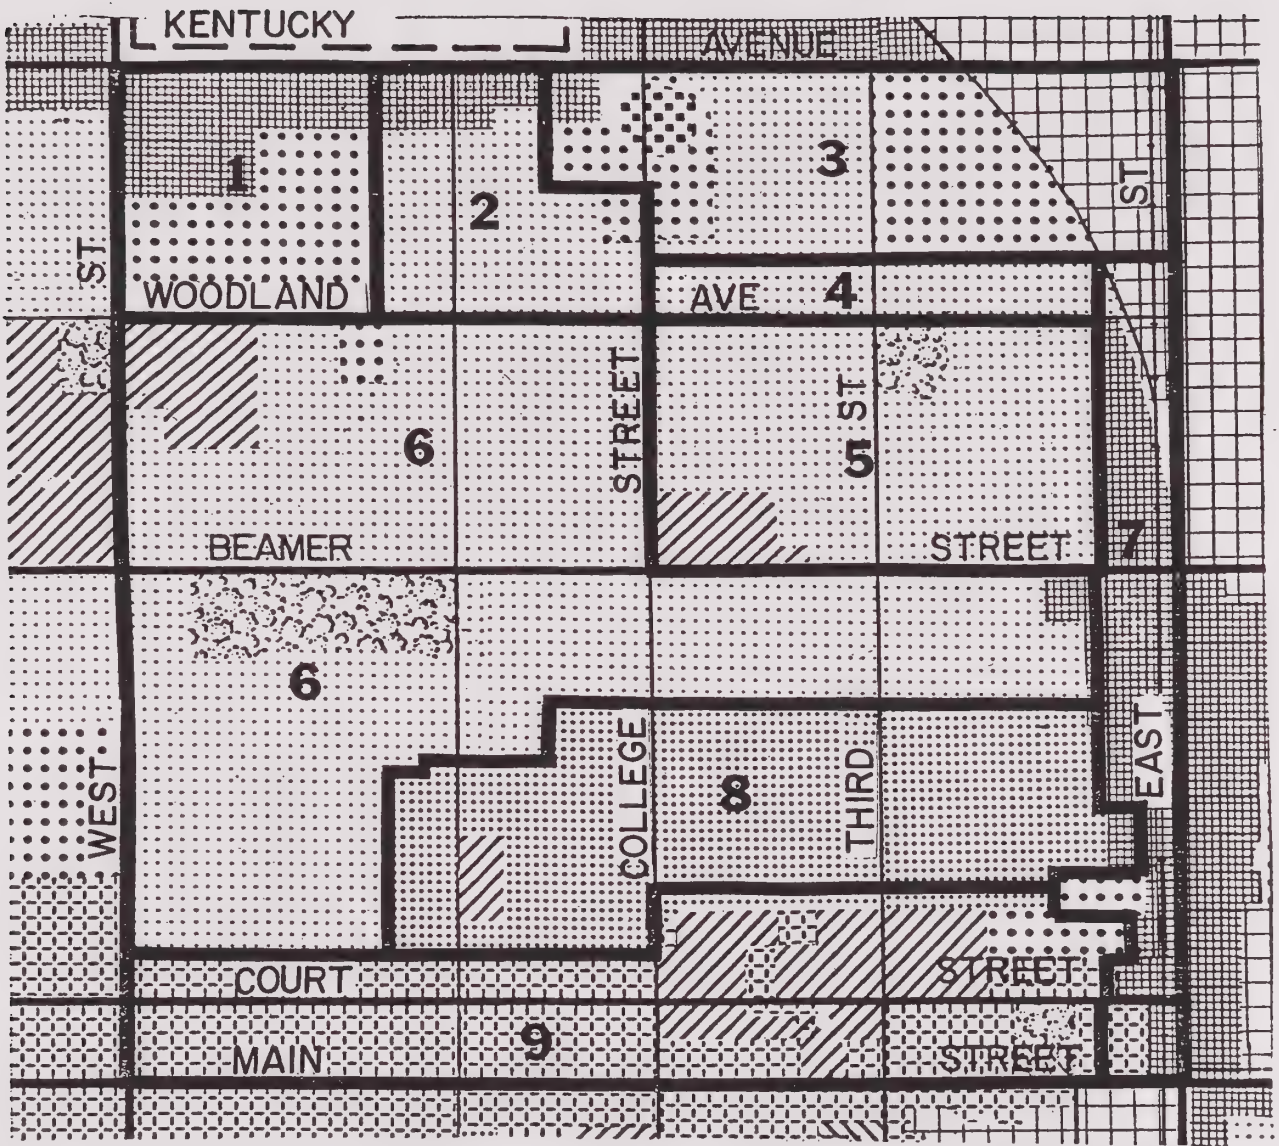 KENTUCKY
AVENUE
1
2
3
ST
ST
WOODLAND
AVE
4
STREET
ST
6
5
BEAMER
STREET
7
6
WEST
COLLEGE
8
THIRD
EAST
COURT
STREET
9
MAIN
STREET